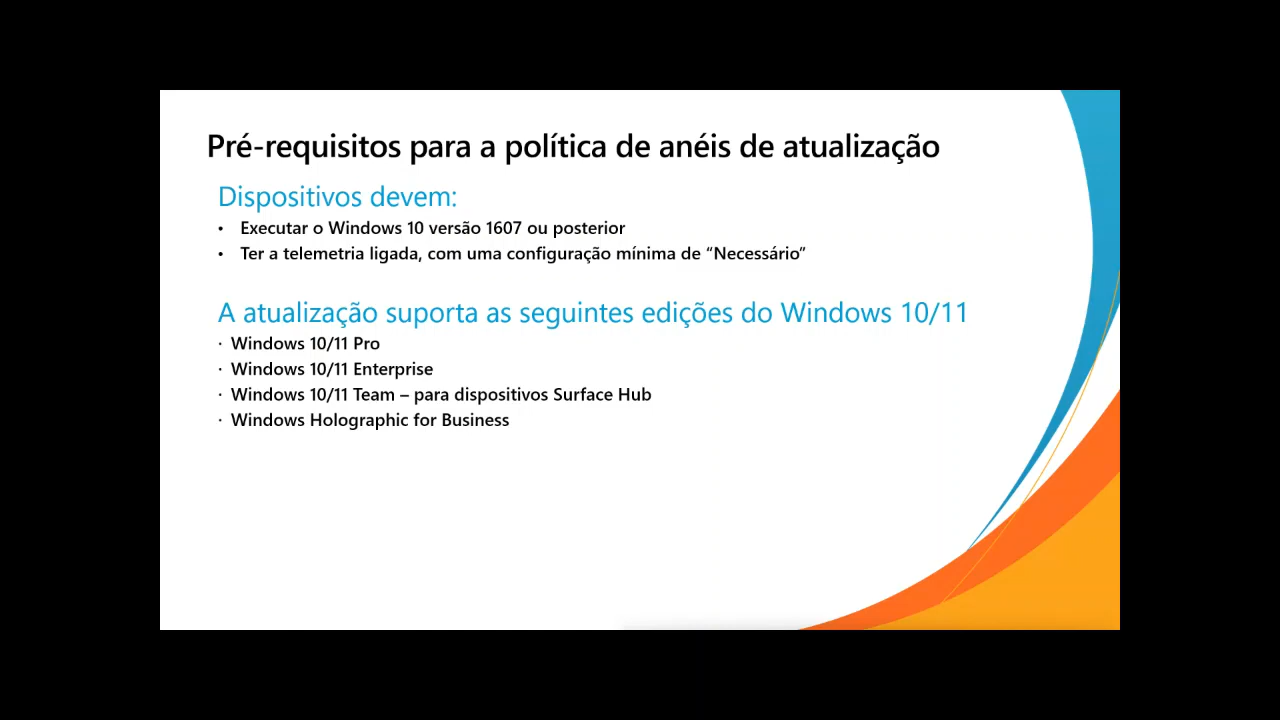 Pré-requisitos para a política de anéis de atualização
Dispositivos devem:
• Executar o Windows 10 versão 1607 ou posterior
• Ter a telemetria ligada, com uma configuração mínima de “Necessário”
A atualização suporta as seguintes edições do Windows 10/11
· Windows 10/11 Pro
· Windows 10/11 Enterprise
· Windows 10/11 Team – para dispositivos Surface Hub
· Windows Holographic for Business